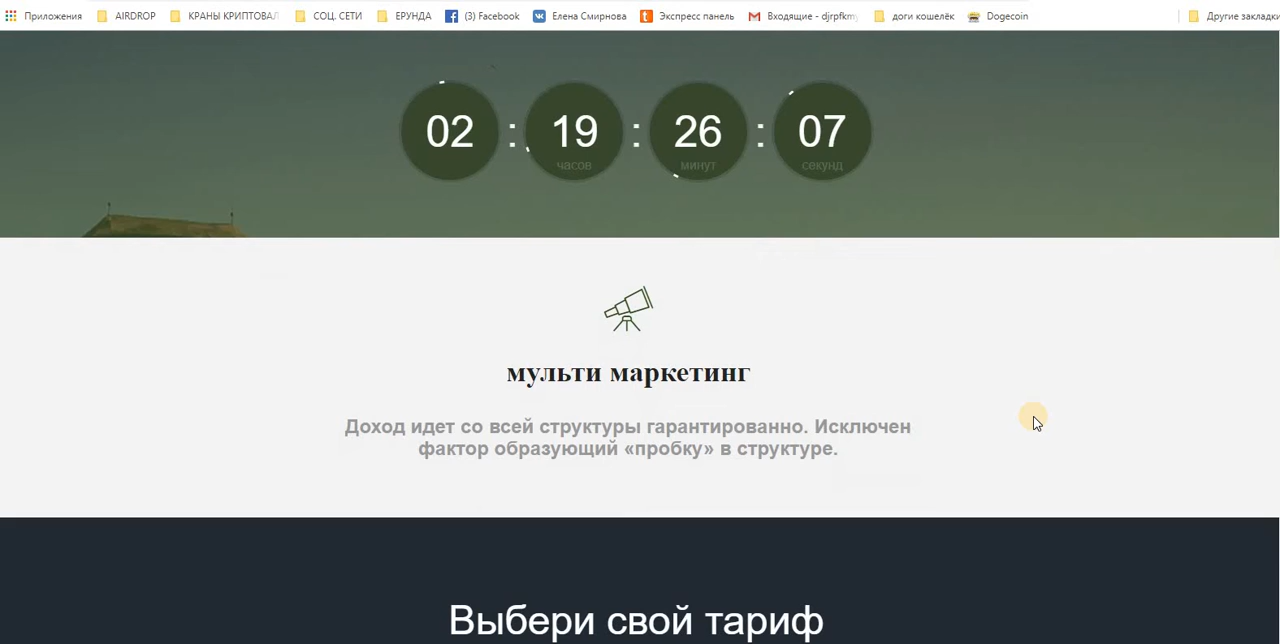 Приложения AIRDROP КРАНЫ КРИПТОВАЛ СОЦ. СЕТИ ЕРУНДА (3) Facebook Елена Смирнова Экспресс панель Входящие - djrpfkm доги кошелёк Dogecoin Другие закладки
02 : 19 : 26 : 07
часов минут секунд
мульти маркетинг
Доход идет со всей структуры гарантированно. Исключен
фактор образующий «пробку» в структуре.
Выбери свой тариф